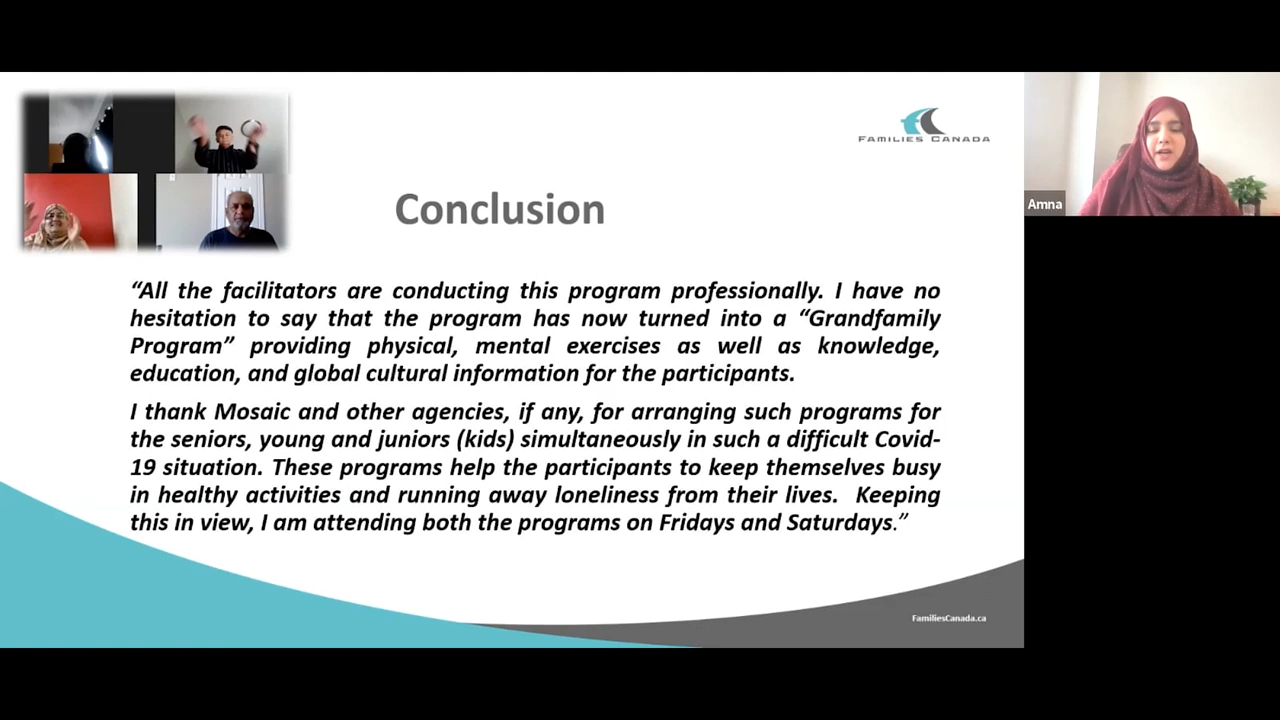 FAMILIES CANADA
Amna
Conclusion
“All the facilitators are conducting this program professionally. I have no
hesitation to say that the program has now turned into a “Grandfamily
Program” providing physical, mental exercises as well as knowledge,
education, and global cultural information for the participants.
I thank Mosaic and other agencies, if any, for arranging such programs for
the seniors, young and juniors (kids) simultaneously in such a difficult Covid-
19 situation. These programs help the participants to keep themselves busy
in healthy activities and running away loneliness from their lives. Keeping
this in view, I am attending both the programs on Fridays and Saturdays.”
FamiliesCanada.ca